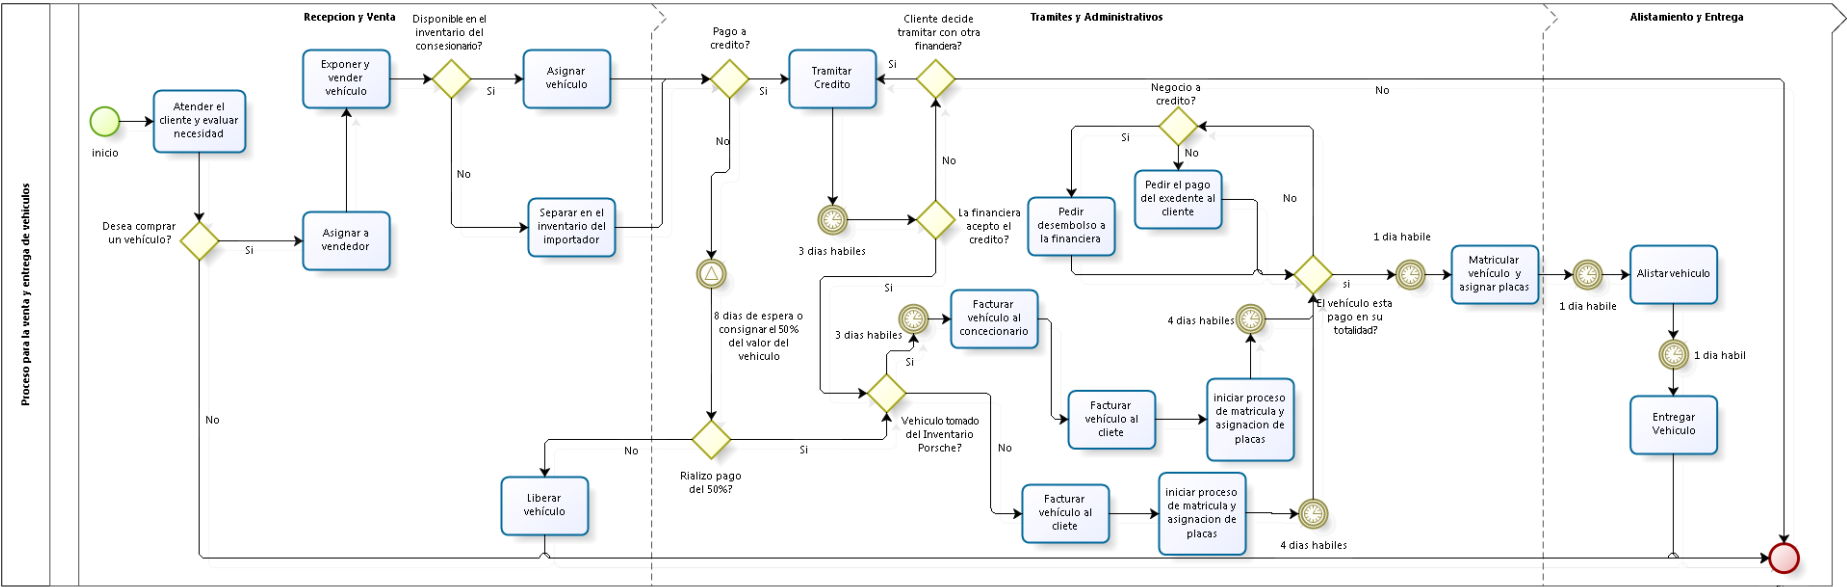 Proceso para la venta y entrega de vehiculos
Recepcion y Venta
Tramites y Administrativos
Alistamiento y Entrega
inicio
Atender el
cliente y evaluar
necesidad
Desea comprar
un vehículo?
Si
No
Asignar a
vendedor
Exponer y
vender
vehículo
Disponible en el
inventario del
consesionario?
Si
No
Asignar
vehículo
Separar en el
inventario del
importador
Pago a
credito?
Si
No
Tramitar
Credito
3 dias habiles
Cliente decide
tramitar con otra
financera?
Si
No
La financiera
acepto el
credito?
No
Si
8 dias de espera o
consignar el 50%
del valor del
vehiculo
Rializo pago
del 50%?
No
Si
Liberar
vehículo
Vehiculo tomado
del Inventario
Porsche?
Si
No
3 dias habiles
Facturar
vehículo al
concecionario
Facturar
vehículo al
cliete
iniciar proceso
de matricula y
asignacion de
placas
4 dias habiles
Facturar
vehículo al
cliete
iniciar proceso
de matricula y
asignacion de
placas
4 dias habiles
El vehículo esta
pago en su
totalidad?
No
si
Negocio a
credito?
Si
No
Pedir
desembolso a
la financiera
Pedir el pago
del exedente al
cliente
1 dia habile
Matricular
vehículo y
asignar placas
1 dia habile
Alistar vehiculo
1 dia habil
Entregar
Vehiculo